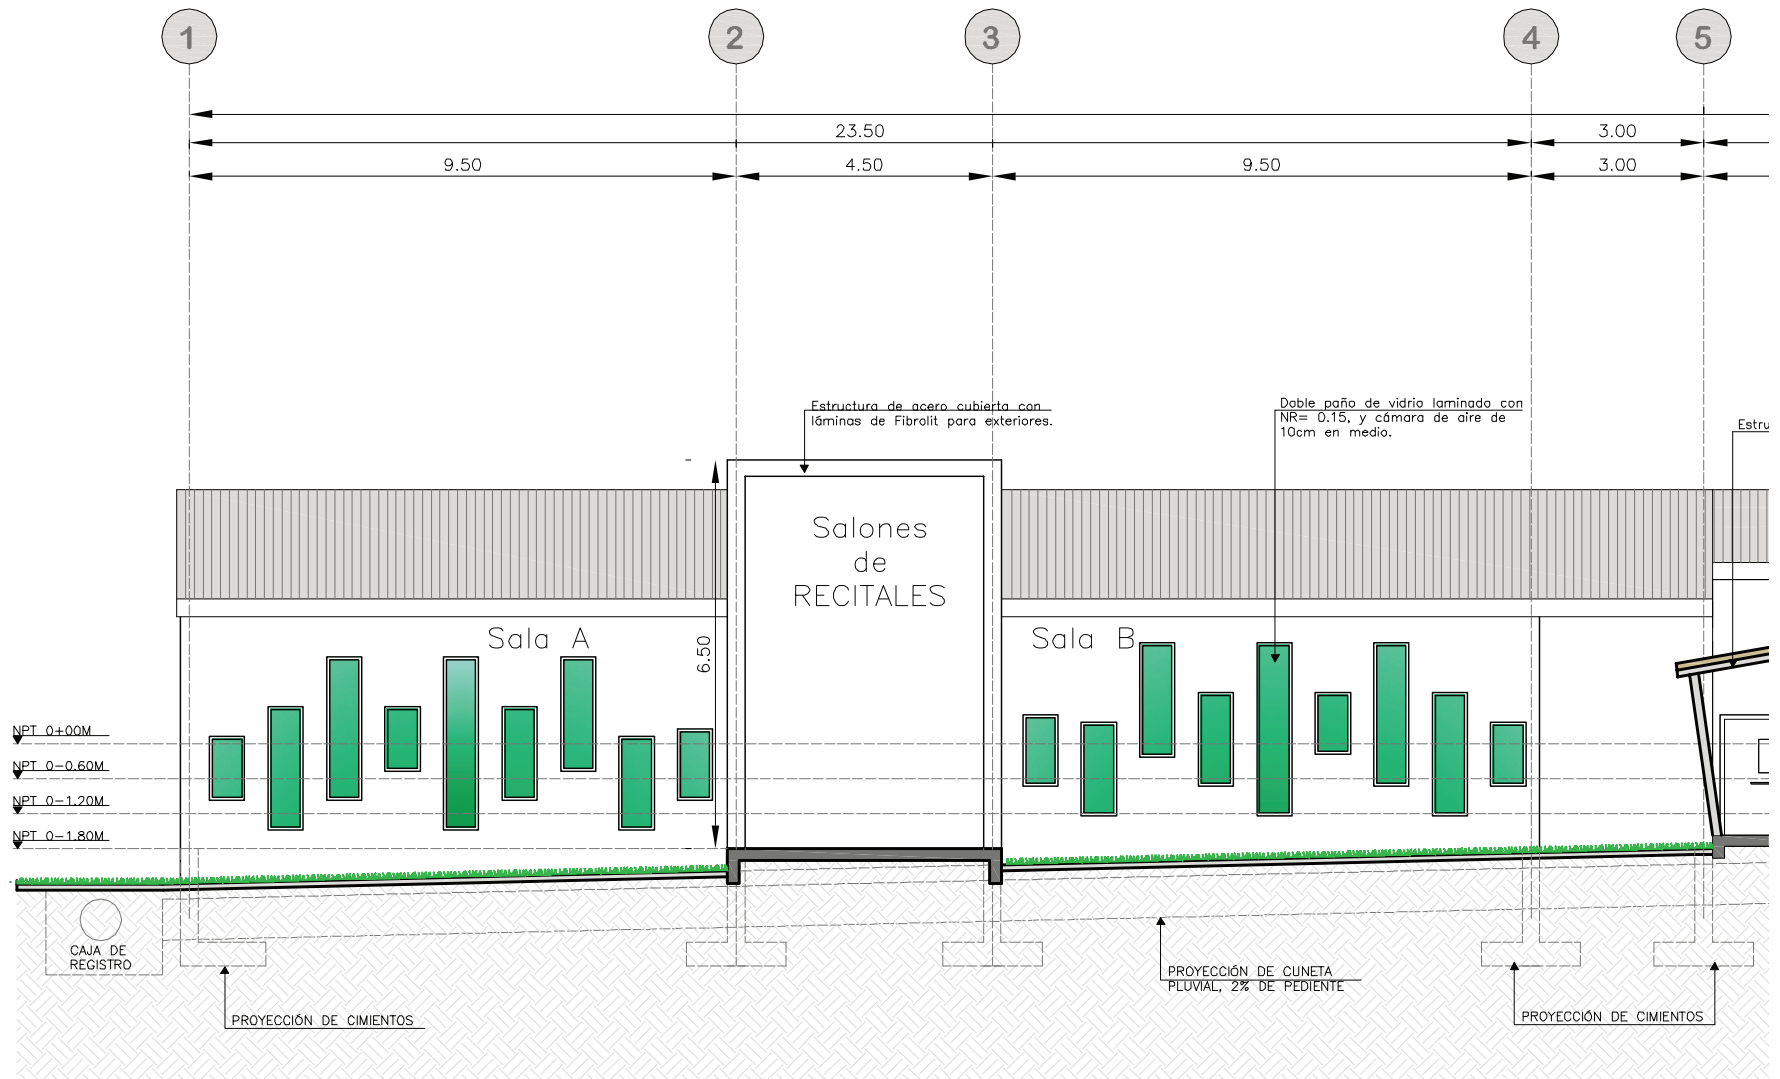 1
2
3
4
5
23.50
3.00
9.50
4.50
9.50
3.00
Estructura de acero cubierta con
láminas de Fibrolit para exteriores.
Doble paño de vidrio laminado con
NR= 0.15, y cámara de aire de
10cm en medio.
Estru
Salones
de
RECITALES
Sala A
Sala B
6.50
NPT 0+00M
NPT 0-0.60M
NPT 0-1.20M
NPT 0-1.80M
CAJA DE
REGISTRO
PROYECCIÓN DE CUNETA
PLUVIAL, 2% DE PEDIENTE
PROYECCIÓN DE CIMIENTOS
PROYECCIÓN DE CIMIENTOS